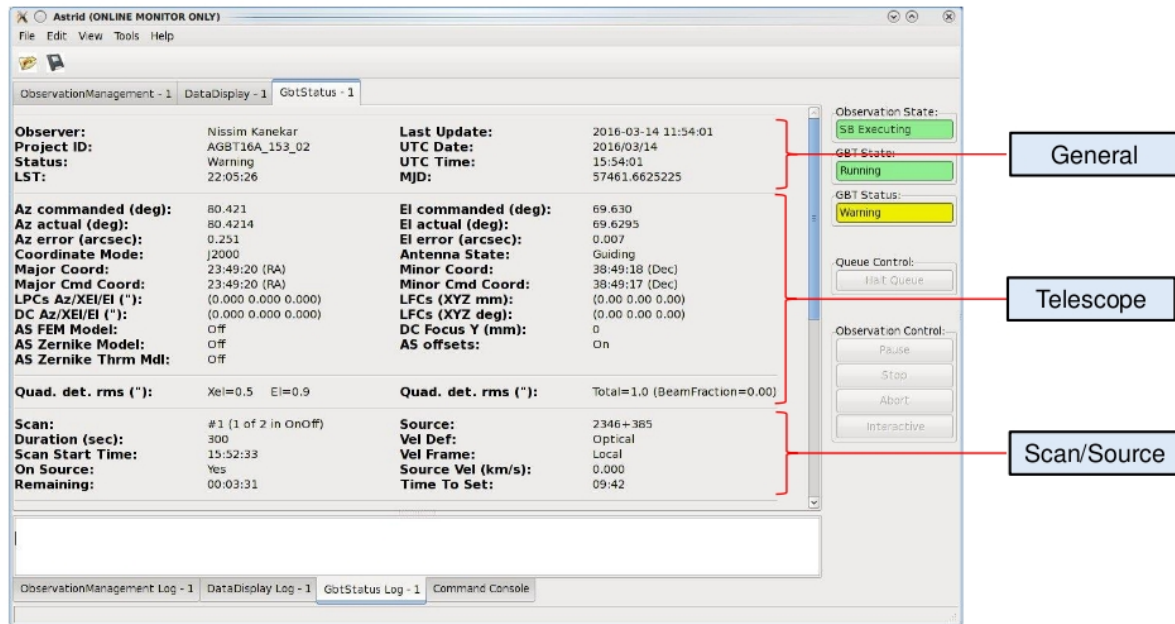 Astrid (ONLINE MONITOR ONLY)
File Edit View Tools Help
ObservationManagement - 1 DataDisplay - 1 GbtStatus - 1
Observer: Nissim Kanekar Last Update: 2016-03-14 11:54:01
Project ID: AGBT16A_153_02 UTC Date: 2016/03/14
Status: Warning UTC Time: 15:54:01
LST: 22:05:26 MJD: 57461.6625225
Az commanded (deg): 80.421 El commanded (deg): 69.630
Az actual (deg): 80.4214 El actual (deg): 69.6295
Az error (arcsec): 0.251 El error (arcsec): 0.007
Coordinate Mode: J2000 Antenna State: Guiding
Major Coord: 23:49:20 (RA) Minor Coord: 38:49:18 (Dec)
Major Cmd Coord: 23:49:20 (RA) Minor Cmd Coord: 38:49:17 (Dec)
LPCs Az/XEl/El ("): (0.000 0.000 0.000) LFCs (XYZ mm): (0.00 0.00 0.00)
DC Az/XEl/El ("): (0.000 0.000 0.000) LFCs (XYZ deg): (0.00 0.00 0.00)
AS FEM Model: Off DC Focus Y (mm): 0
AS Zernike Model: Off AS offsets: On
AS Zernike Thrm Mdl: Off
Quad. det. rms ("): Xel=0.5 El=0.9 Quad. det. rms ("): Total=1.0 (BeamFraction=0.00)
Scan: #1 (1 of 2 in OnOff) Source: 2346+385
Duration (sec): 300 Vel Def: Optical
Scan Start Time: 15:52:33 Vel Frame: Local
On Source: Yes Source Vel (km/s): 0.000
Remaining: 00:03:31 Time To Set: 09:42
ObservationManagement Log - 1 DataDisplay Log - 1 GbtStatus Log - 1 Command Console
Observation State:
SB Executing
GBT State:
Running
GBT Status:
Warning
Queue Control:
Halt Queue
Observation Control:
Pause
Stop
Abort
Interactive
General
Telescope
Scan/Source